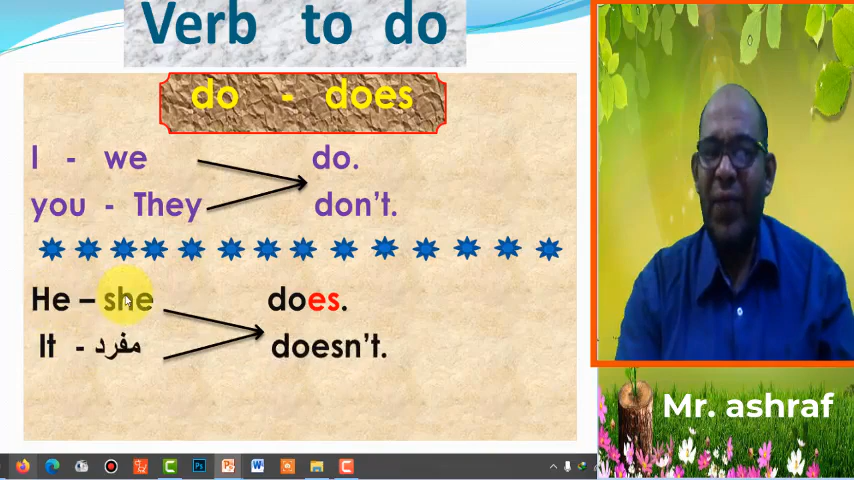 Verb to do
do - does
I - we do.
you - They don't.
He – she does.
It - مفرد doesn't.
Mr. ashraf